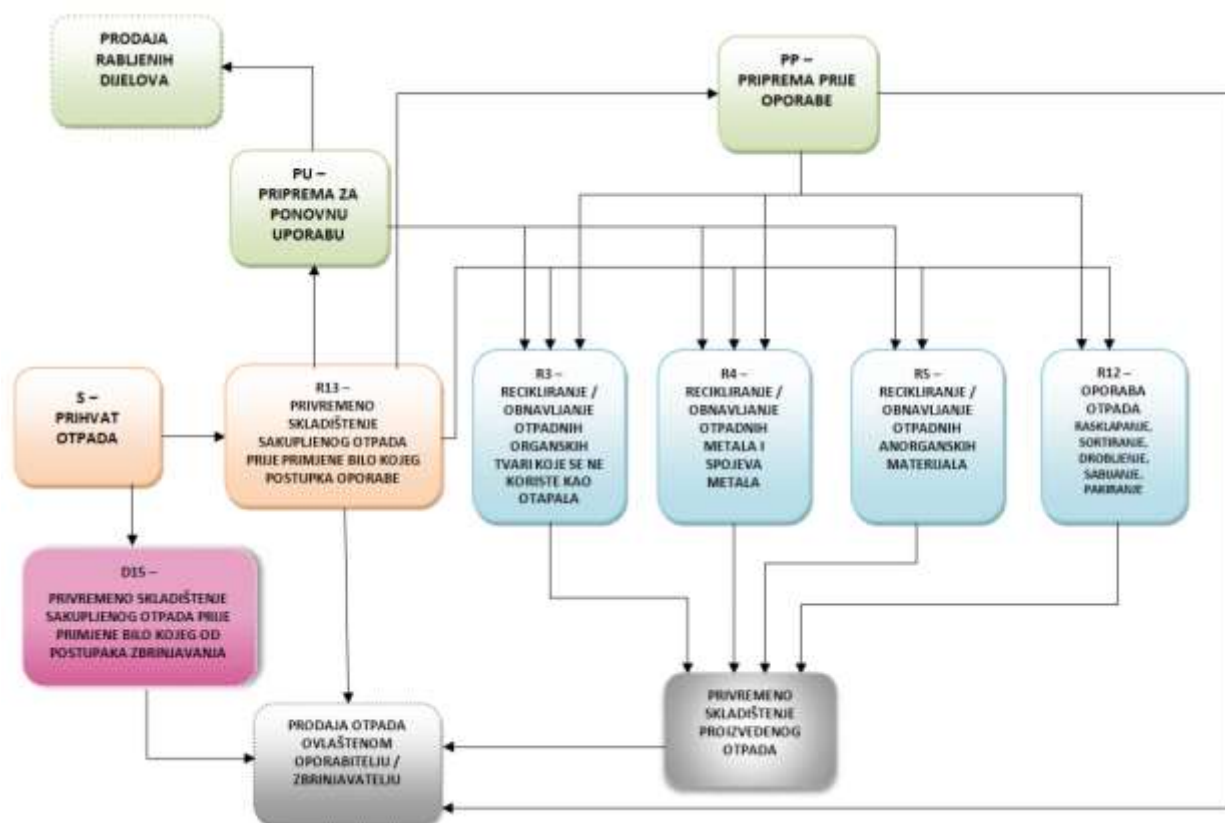 PRODAJA
RABLJENIH
DIJELOVA
PP –
PRIPREMA PRIJE
OPORABE
PU –
PRIPREMA ZA
PONOVNU
UPORABU
S –
PRIHVAT
OTPADA
R13 –
PRIVREMENO
SKLADIŠTENJE
SAKUPLJENOG OTPADA
PRIJE PRIMJENE BILO KOJEG
POSTUPKA OPORABE
R3 –
RECIKLIRANJE /
OBNAVLJANJE
OTPADNIH
ORGANSKIH
TVARI KOJE SE NE
KORISTE KAO
OTAPALA
R4 –
RECIKLIRANJE /
OBNAVLJANJE
OTPADNIH
METALA I
SPOJEVA
METALA
R5 –
RECIKLIRANJE /
OBNAVLJANJE
OTPADNIH
ANORGANSKIH
MATERIJALA
R12 –
OPORABA
OTPADA
RASKLAPANJE,
SORTIRANJE,
DROBLJENJE,
SABIJANJE,
PAKIRANJE
D15 –
PRIVREMENO SKLADIŠTENJE
SAKUPLJENOG OTPADA PRIJE
PRIMJENE BILO KOJEG OD
POSTUPAKA ZBRINJAVANJA
PRODAJA OTPADA
OVLAŠTENOM
OPORABITELJU /
ZBRINJAVATELJU
PRIVREMENO
SKLADIŠTENJE
PROIZVEDENOG
OTPADA